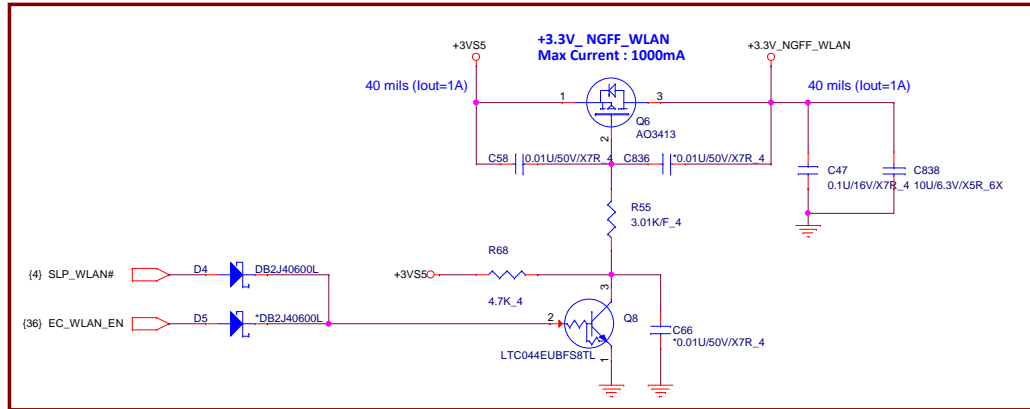 +3.3V_ NGFF_WLAN
Max Current : 1000mA
+3VS5
+3.3V_NGFF_WLAN
40 mils (Iout=1A)
40 mils (Iout=1A)
1
3
Q6
AO3413
2
C58
0.01U/50V/X7R_4
C836
*0.01U/50V/X7R_4
C47
0.1U/16V/X7R_4
C838
10U/6.3V/X5R_6X
R55
3.01K/F_4
R68
+3VS5
4.7K_4
{4} SLP_WLAN#
D4
DB2J40600L
{36} EC_WLAN_EN
D5
*DB2J40600L
3
2
Q8
1
LTC044EUBFS8TL
C66
*0.01U/50V/X7R_4